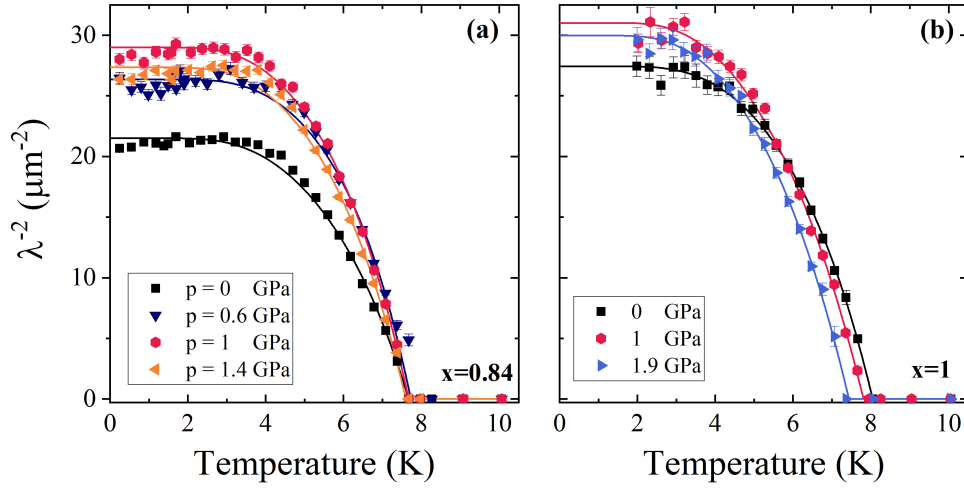 (a)
(b)
30
20
10
0
λ⁻² (μm⁻²)
p = 0 GPa
p = 0.6 GPa
p = 1 GPa
p = 1.4 GPa
x=0.84
0 GPa
1 GPa
1.9 GPa
x=1
0 2 4 6 8 10
0 2 4 6 8 10
Temperature (K)
Temperature (K)